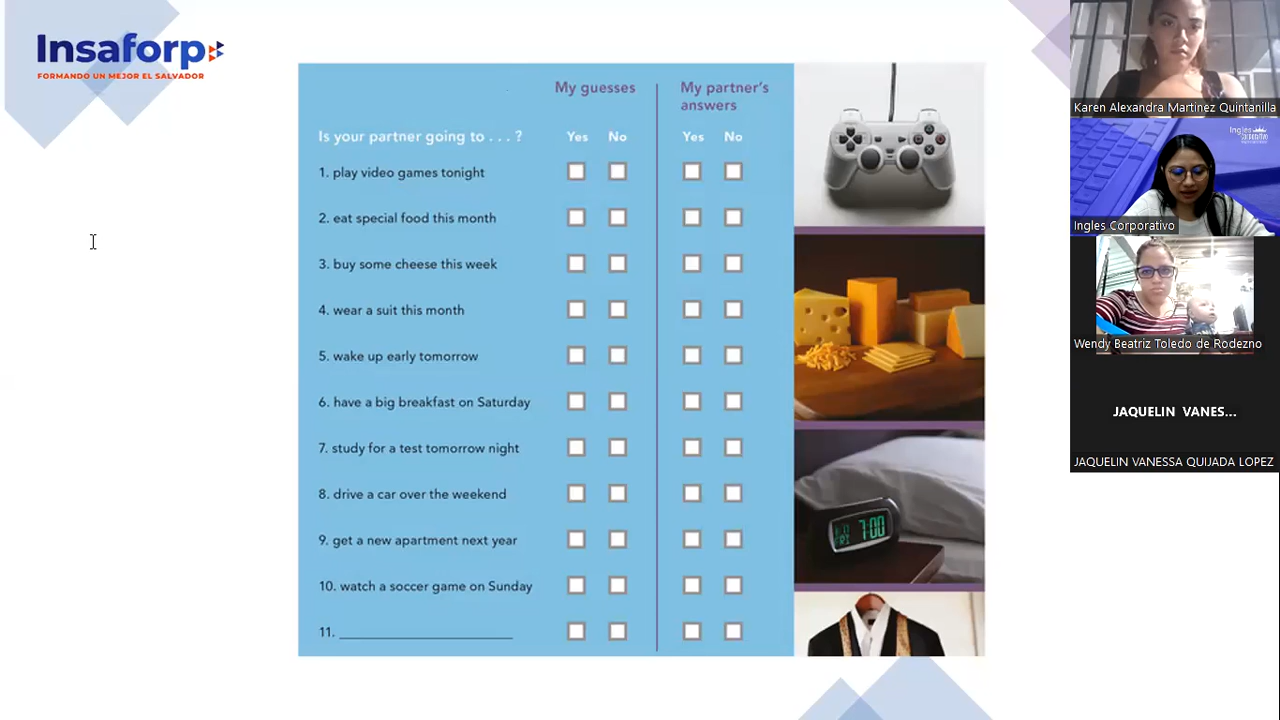 Insaforp
FORMANDO UN MEJOR EL SALVADOR
My guesses
My partner's
answers
Is your partner going to . . . ?
Yes No
Yes No
1. play video games tonight
2. eat special food this month
3. buy some cheese this week
4. wear a suit this month
5. wake up early tomorrow
6. have a big breakfast on Saturday
7. study for a test tomorrow night
8. drive a car over the weekend
9. get a new apartment next year
10. watch a soccer game on Sunday
11. ____________________
FRI 7:00
Karen Alexandra Martinez Quintanilla
Ingles
CORPORATIVO
Ingles Corporativo
Wendy Beatriz Toledo de Rodezno
JAQUELIN VANES...
JAQUELIN VANESSA QUIJADA LOPEZ